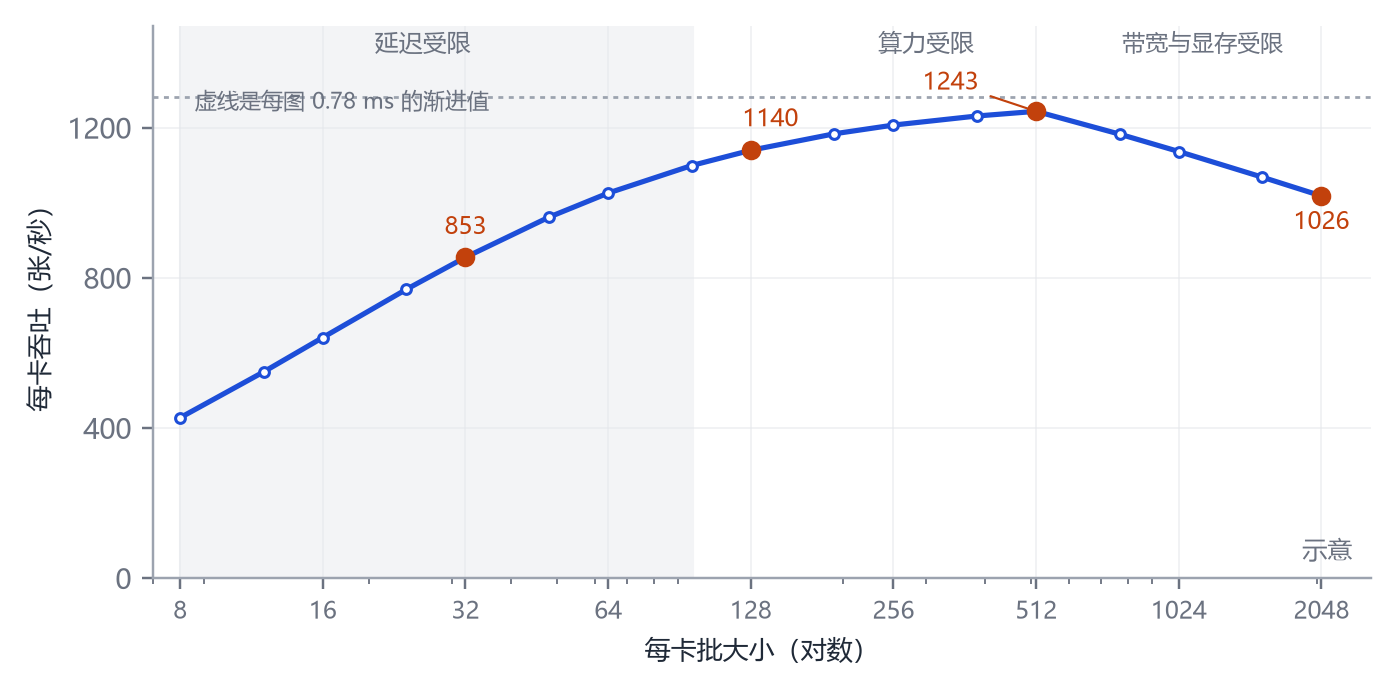 延迟受限
算力受限
带宽与显存受限
虚线是每图 0.78 ms 的渐进值
1243
1140
853
1026
1200
800
400
0
每卡吞吐（张/秒）
示意
8 16 32 64 128 256 512 1024 2048
每卡批大小（对数）